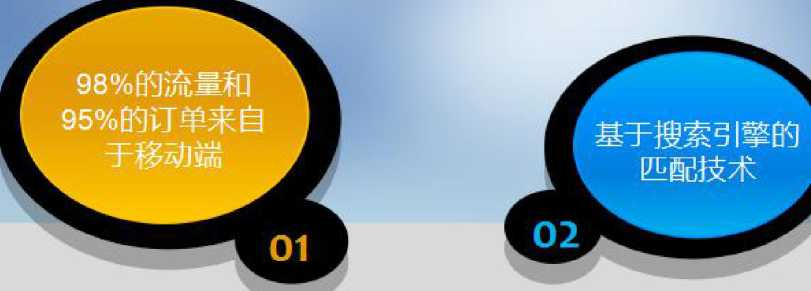 98%的流量和
95%的订单来自
于移动端
01
基于搜索引擎的
匹配技术
02